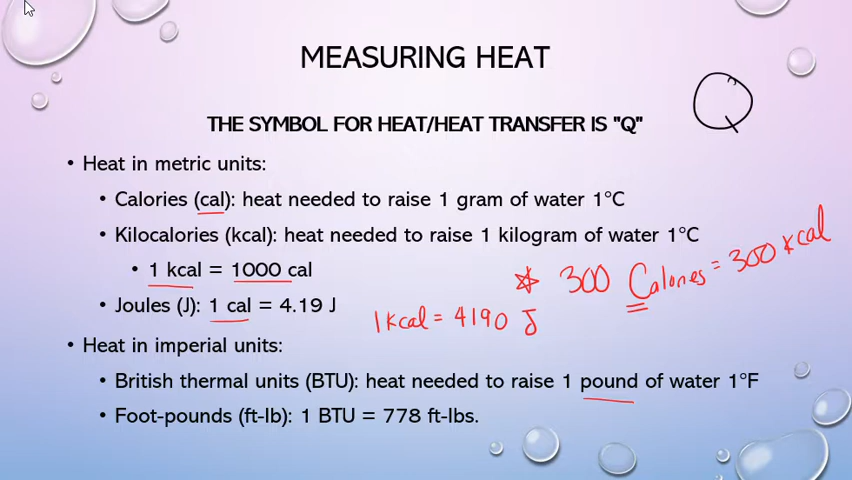 MEASURING HEAT
Q
THE SYMBOL FOR HEAT/HEAT TRANSFER IS "Q"
• Heat in metric units:
• Calories (cal): heat needed to raise 1 gram of water 1°C
• Kilocalories (kcal): heat needed to raise 1 kilogram of water 1°C
• 1 kcal = 1000 cal
☆ 300 Calories = 300 kcal
• Joules (J): 1 cal = 4.19 J
1 kcal = 4190 J
• Heat in imperial units:
• British thermal units (BTU): heat needed to raise 1 pound of water 1°F
• Foot-pounds (ft-lb): 1 BTU = 778 ft-lbs.